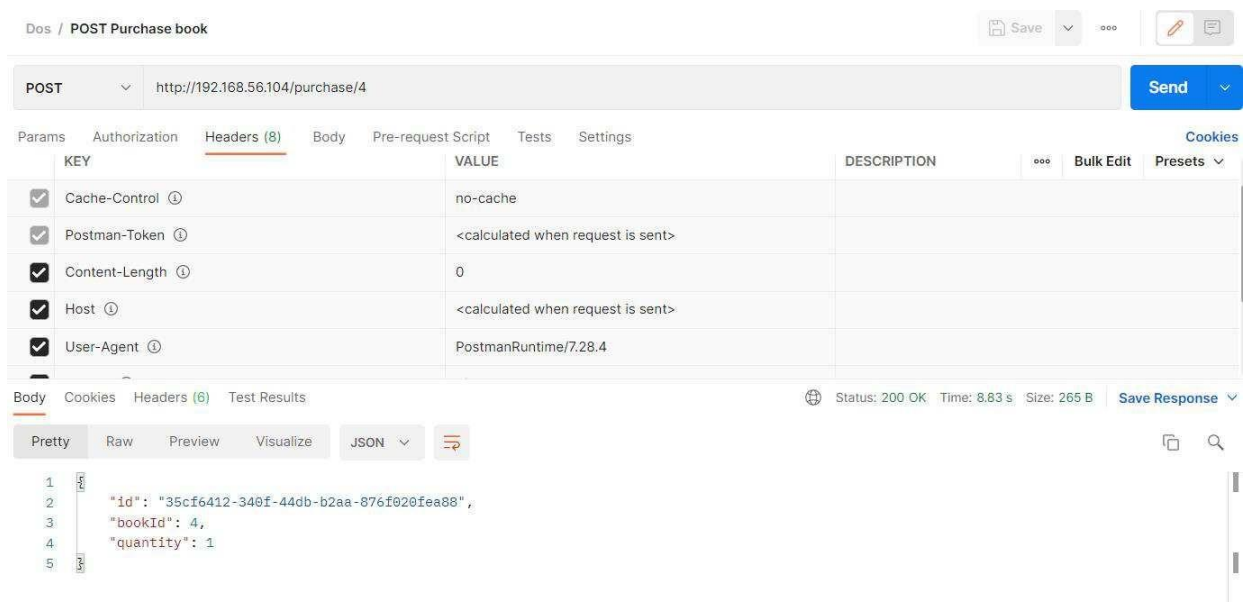 Dos / POST Purchase book
Save
POST http://192.168.56.104/purchase/4 Send
Params Authorization Headers (8) Body Pre-request Script Tests Settings Cookies
KEY VALUE DESCRIPTION ooo Bulk Edit Presets
Cache-Control no-cache
Postman-Token <calculated when request is sent>
Content-Length 0
Host <calculated when request is sent>
User-Agent PostmanRuntime/7.28.4
Body Cookies Headers (6) Test Results Status: 200 OK Time: 8.83 s Size: 265 B Save Response
Pretty Raw Preview Visualize JSON
1 {
2 "id": "35cf6412-340f-44db-b2aa-876f020fea88",
3 "bookId": 4,
4 "quantity": 1
5 }